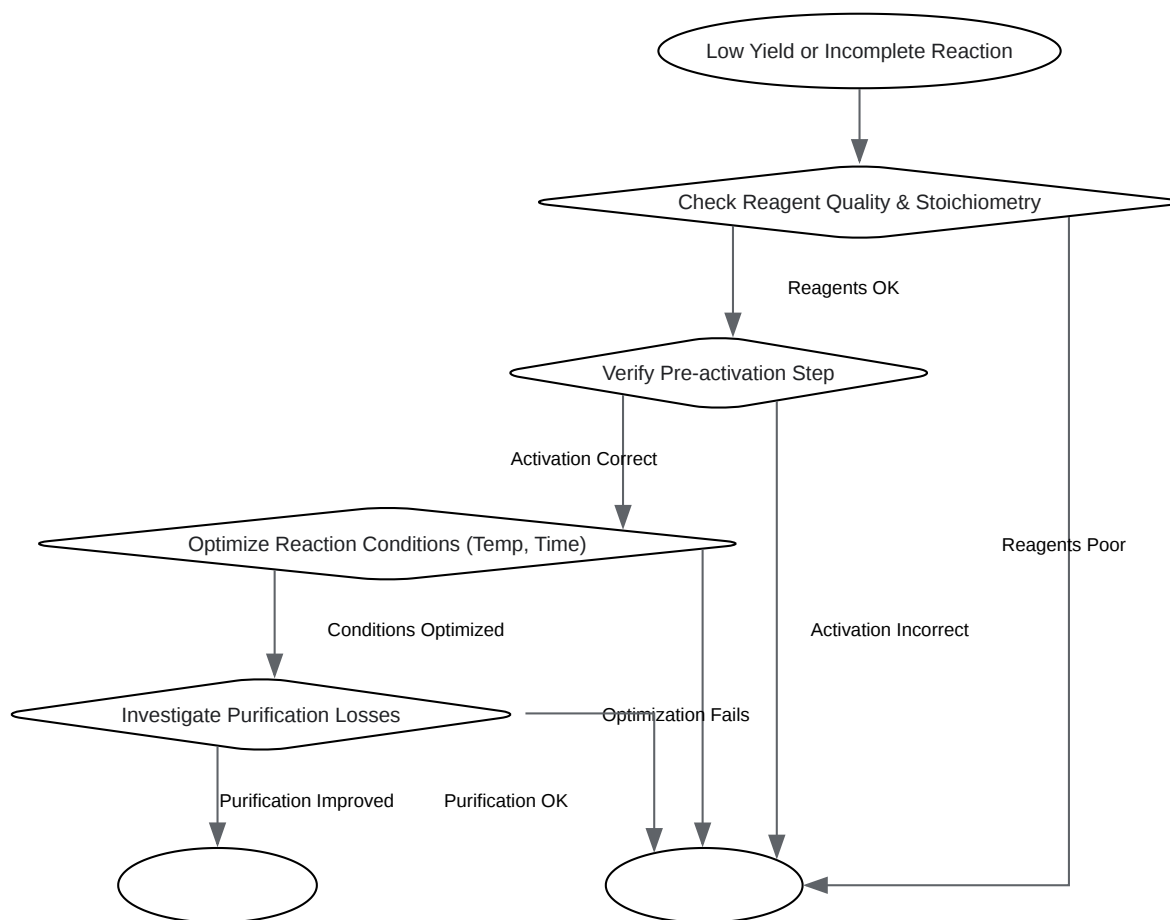 Low Yield or Incomplete Reaction
Check Reagent Quality & Stoichiometry
Reagents OK
Verify Pre-activation Step
Activation Correct
Optimize Reaction Conditions (Temp, Time)
Reagents Poor
Conditions Optimized
Activation Incorrect
Investigate Purification Losses
Optimization Fails
Purification Improved
Purification OK